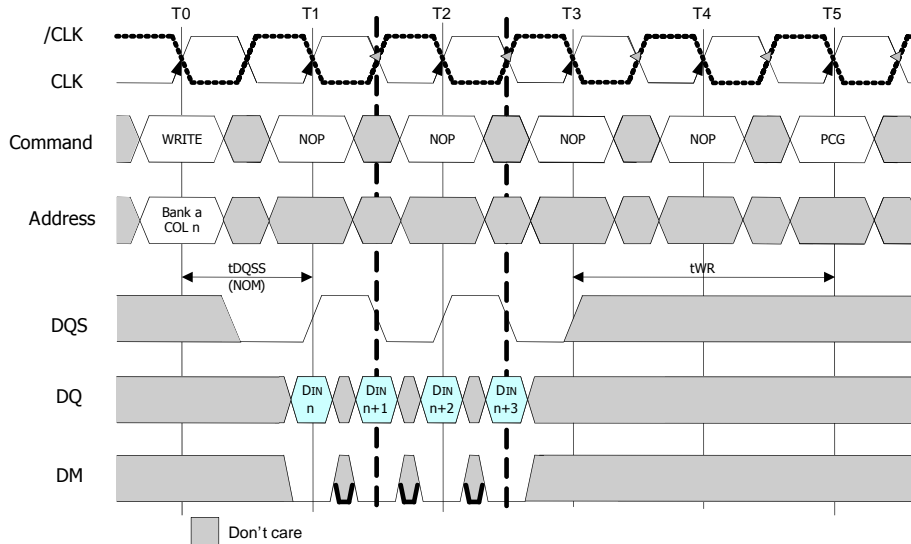 T0 T1 T2 T3 T4 T5
/CLK
CLK
Command WRITE NOP NOP NOP NOP PCG
Address Bank a
COL n
tDQSS
(NOM)
tWR
DQS
DQ DIN
n DIN
n+1 DIN
n+2 DIN
n+3
DM
Don't care